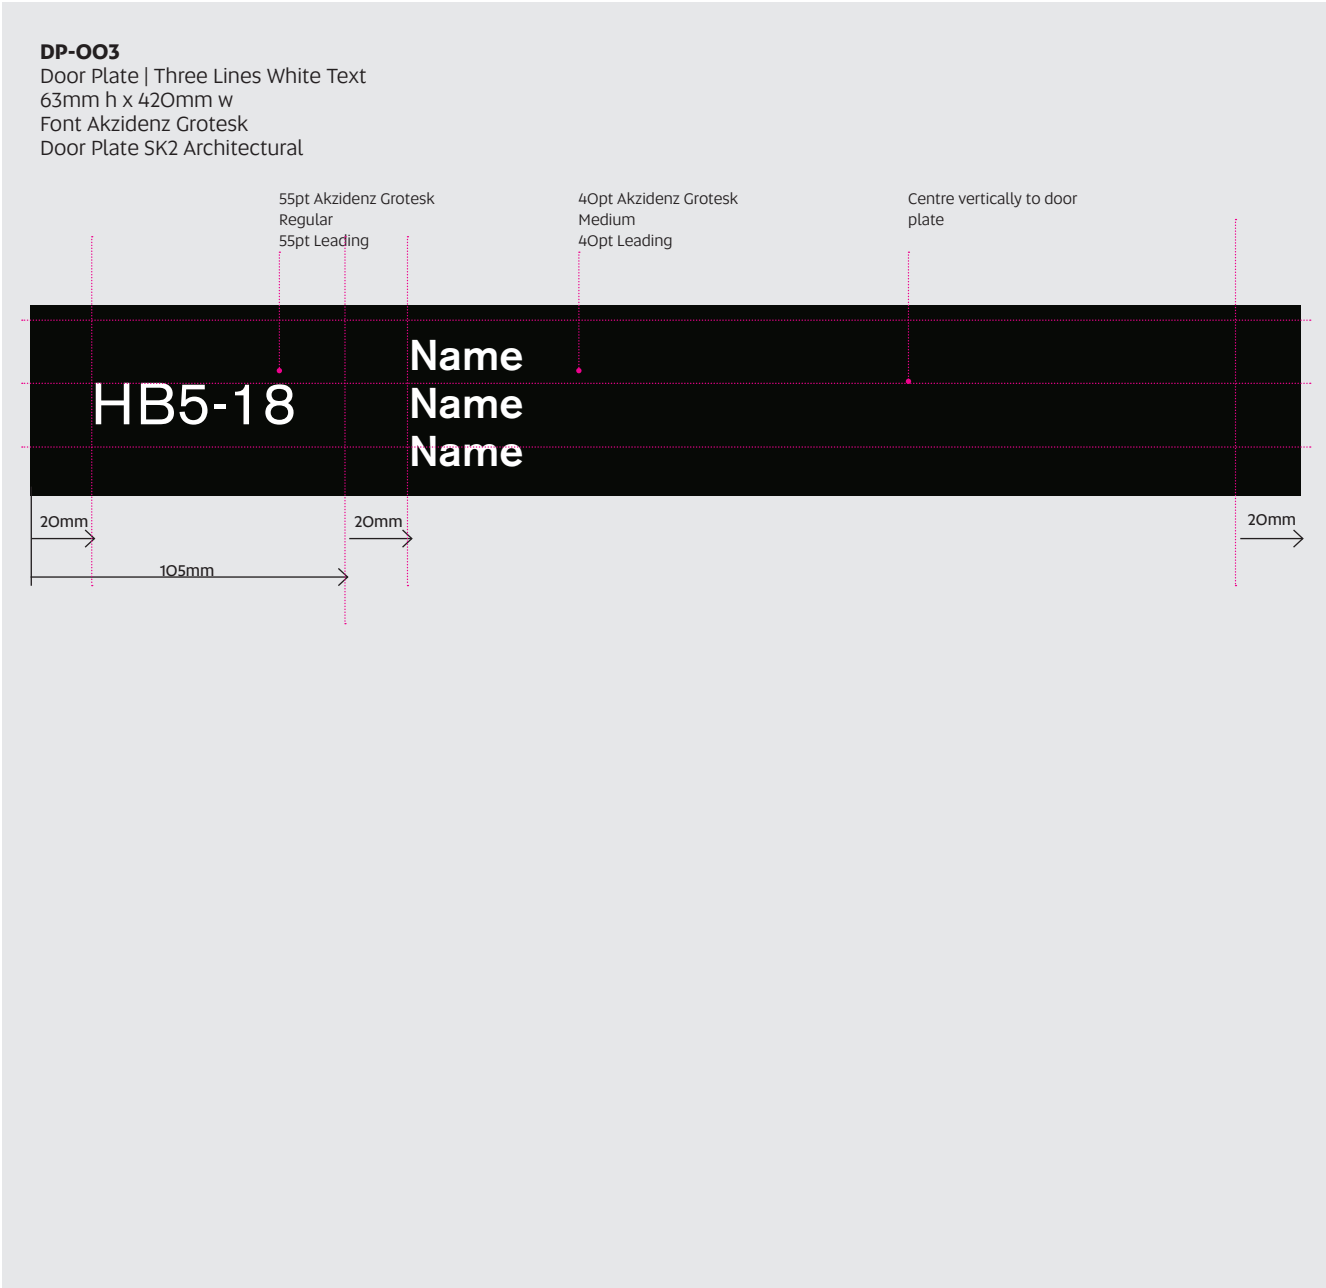 DP-003
Door Plate | Three Lines White Text
63mm h x 420mm w
Font Akzidenz Grotesk
Door Plate SK2 Architectural
55pt Akzidenz Grotesk
Regular
55pt Leading
40pt Akzidenz Grotesk
Medium
40pt Leading
Centre vertically to door
plate
HB5-18
Name
Name
Name
20mm
20mm
20mm
105mm